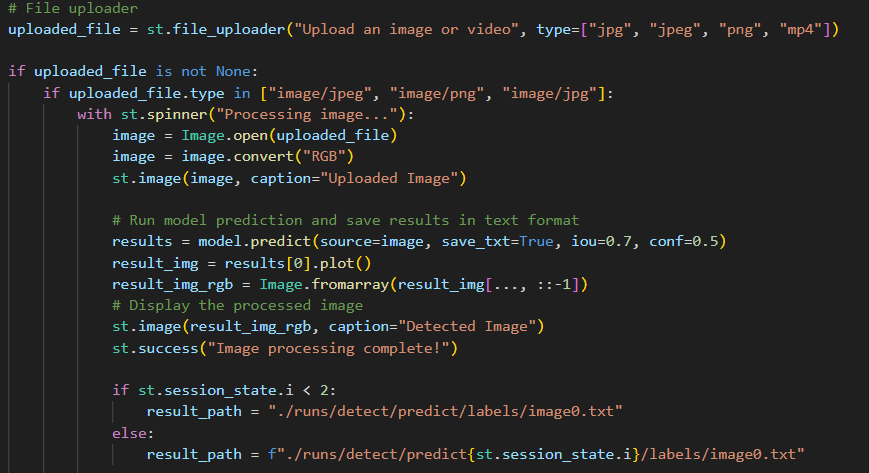 # File uploader
uploaded_file = st.file_uploader("Upload an image or video", type=["jpg", "jpeg", "png", "mp4"])

if uploaded_file is not None:
    if uploaded_file.type in ["image/jpeg", "image/png", "image/jpg"]:
        with st.spinner("Processing image..."):
            image = Image.open(uploaded_file)
            image = image.convert("RGB")
            st.image(image, caption="Uploaded Image")

            # Run model prediction and save results in text format
            results = model.predict(source=image, save_txt=True, iou=0.7, conf=0.5)
            result_img = results[0].plot()
            result_img_rgb = Image.fromarray(result_img[..., ::-1])
            # Display the processed image
            st.image(result_img_rgb, caption="Detected Image")
            st.success("Image processing complete!")

            if st.session_state.i < 2:
                result_path = "./runs/detect/predict/labels/image0.txt"
            else:
                result_path = f"./runs/detect/predict{st.session_state.i}/labels/image0.txt"